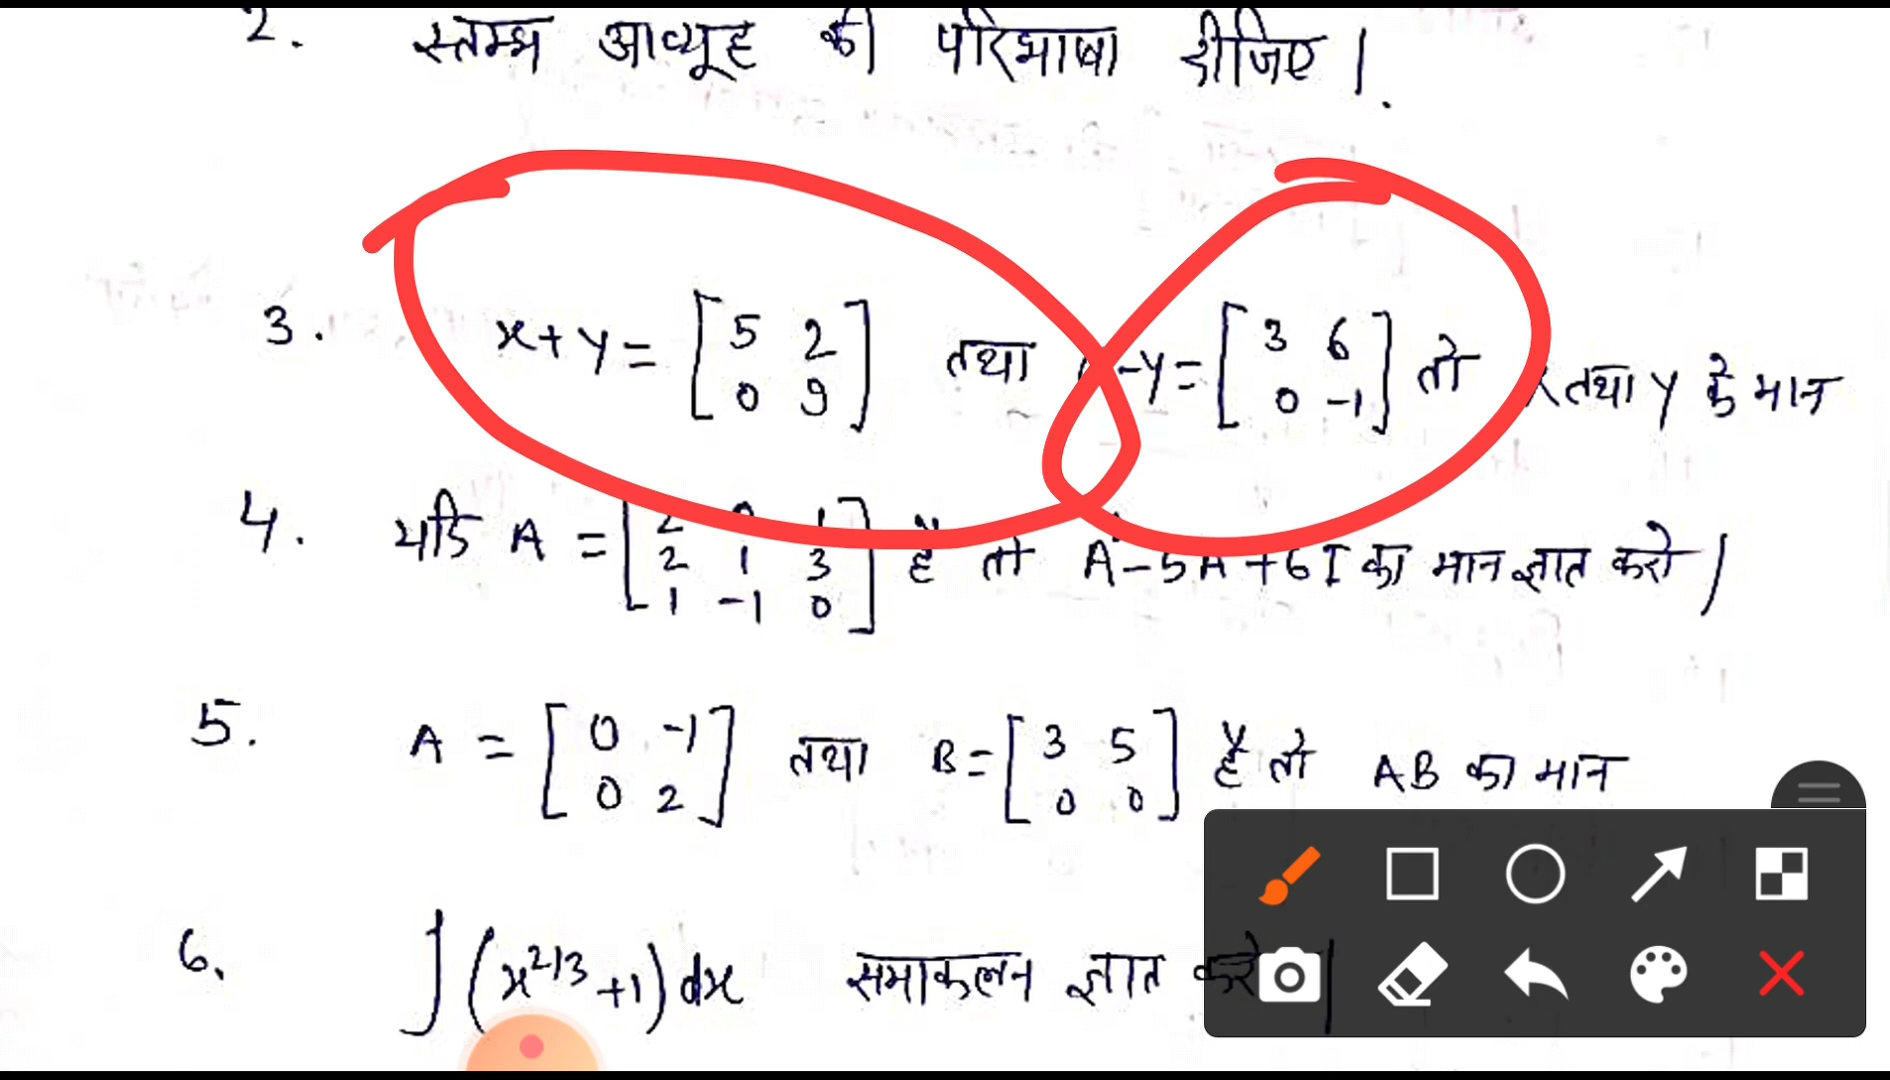 2. स्तम्भ आव्यूह की परिभाषा दीजिए।
3. x+y= [5 2 तथा -y= [3 6 तो
0 9] 0 -1] तथा y के मान
4. यदि A = [2 1
2 1 3
1 -1 0] है तो A -5A+6I का मान ज्ञात करो।
5. A = [0 -1 तथा B= [3 5 है तो AB का मान
0 2] 0 0]
6. ∫(x^2/3 +1)dx समाकलन ज्ञात करो।